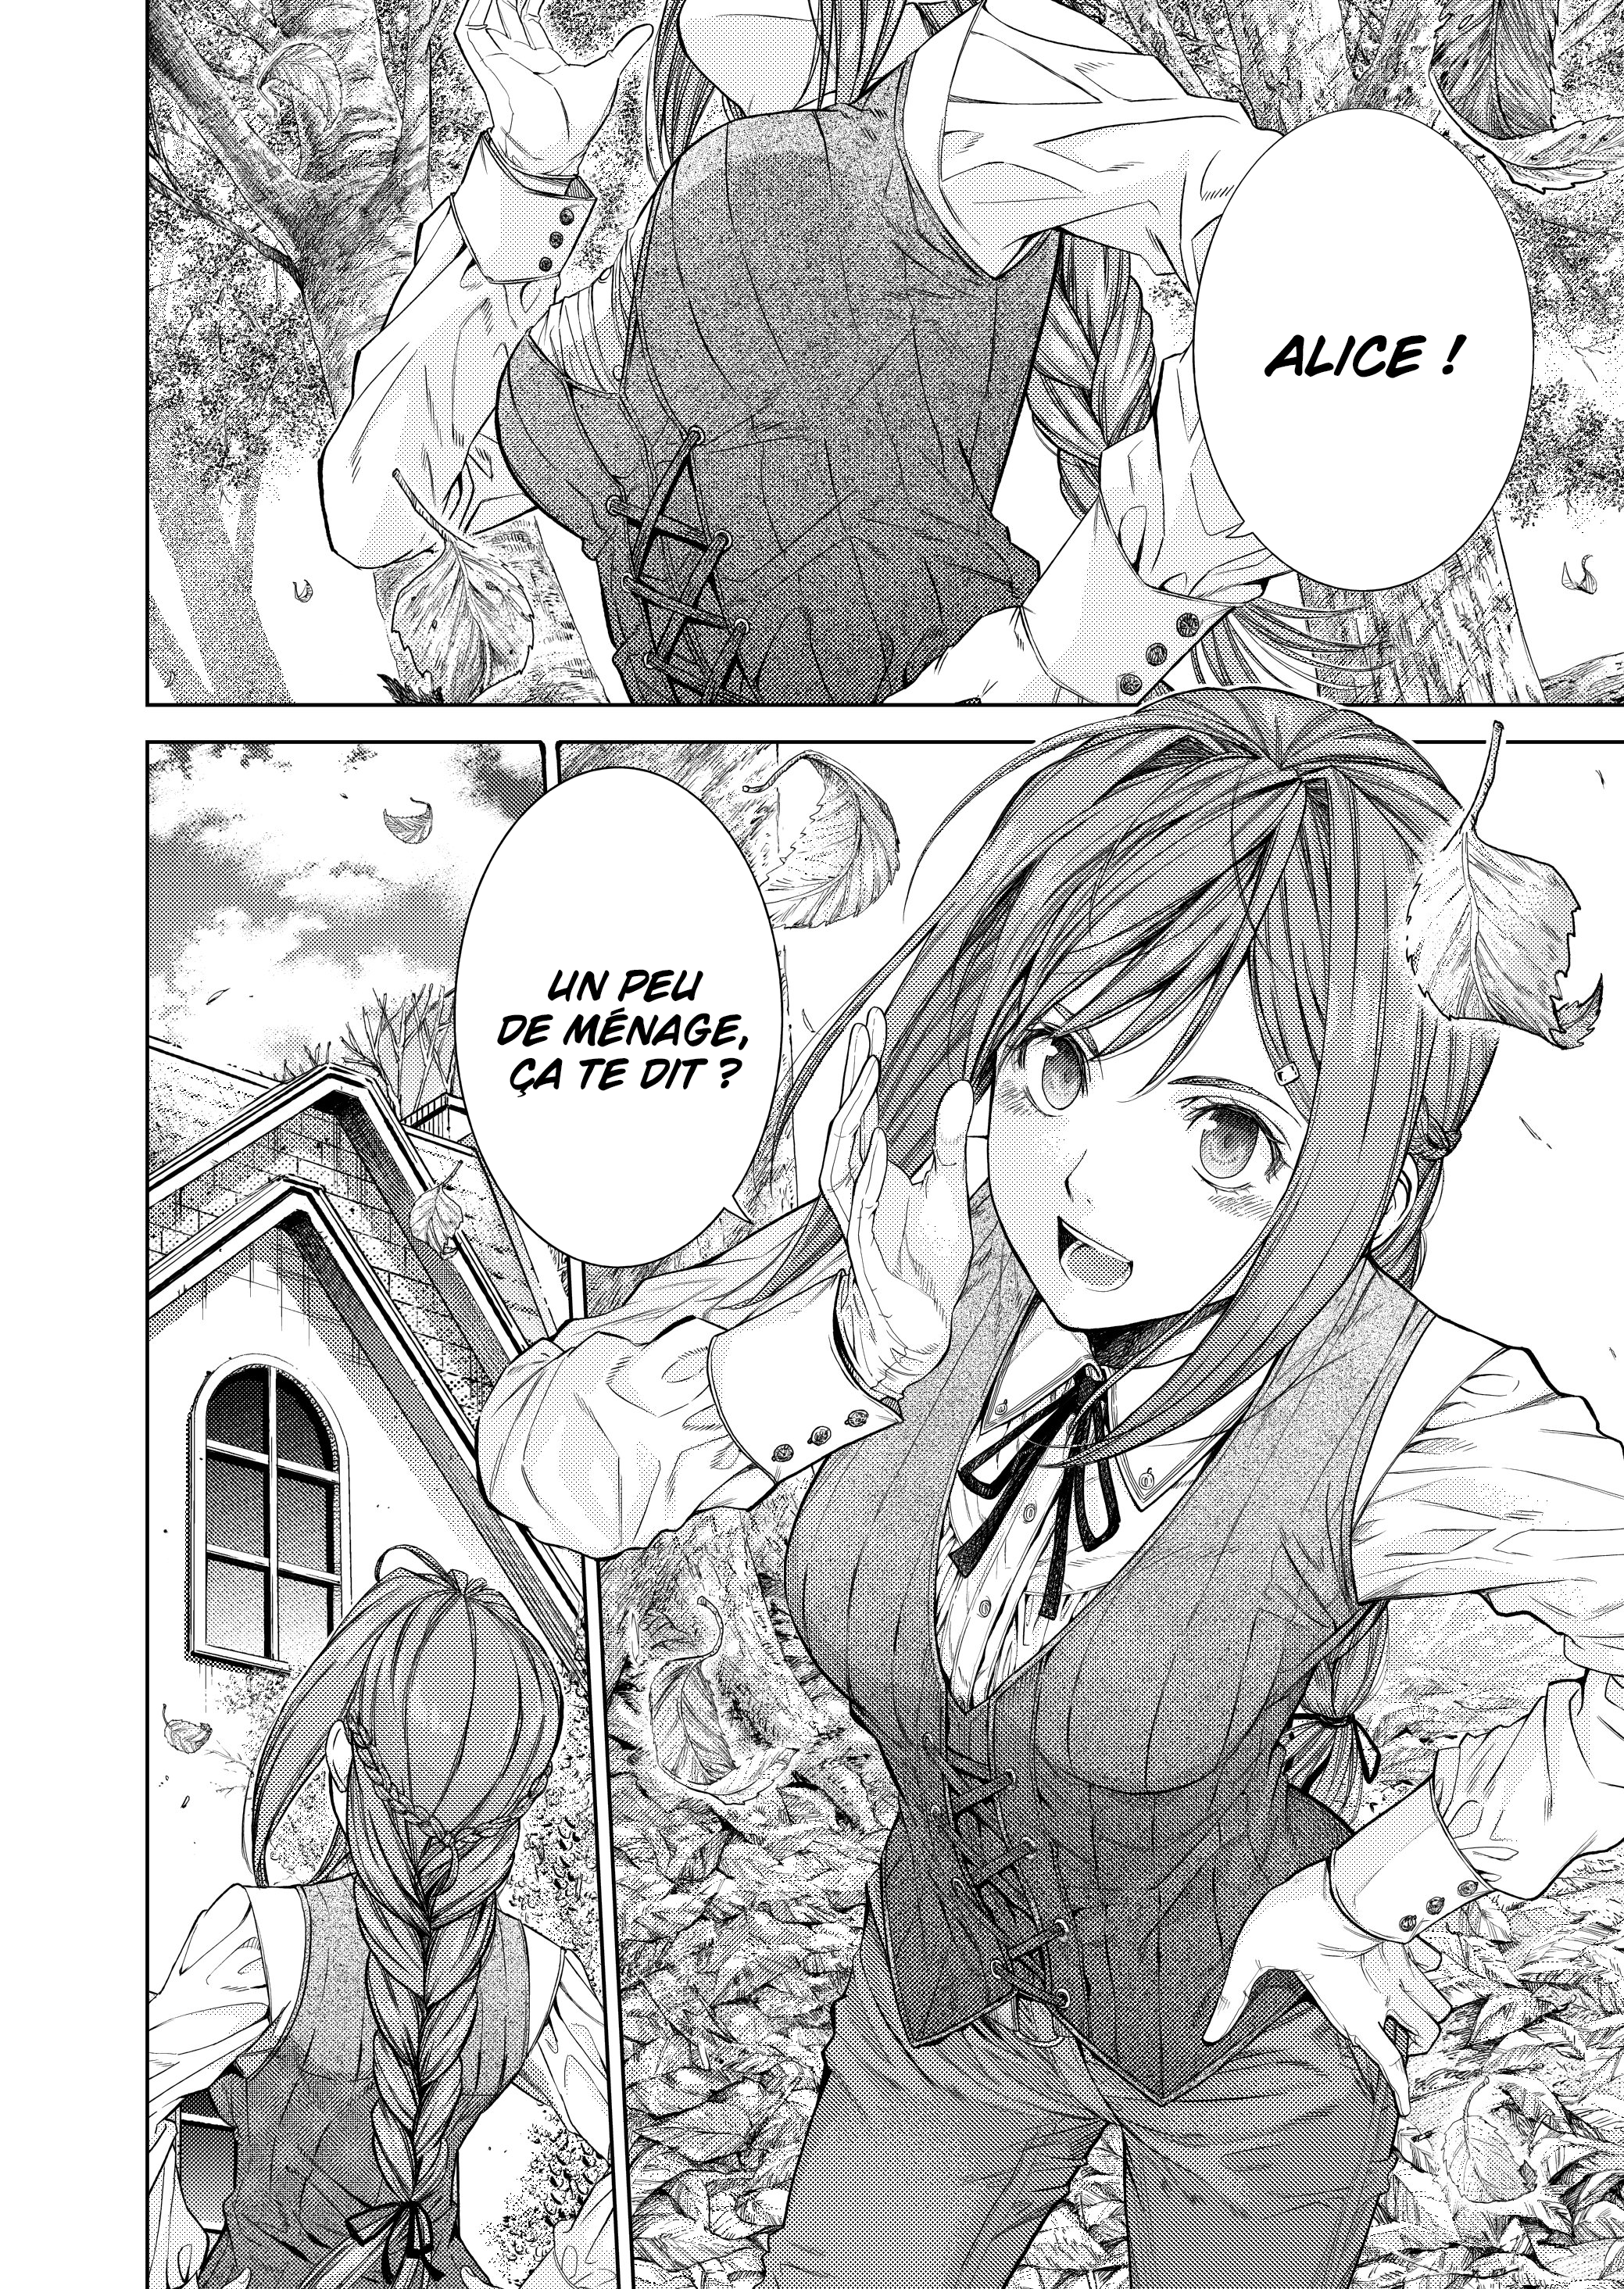 ALICE !
UN PEU
DE MÉNAGE,
ÇA TE DIT ?